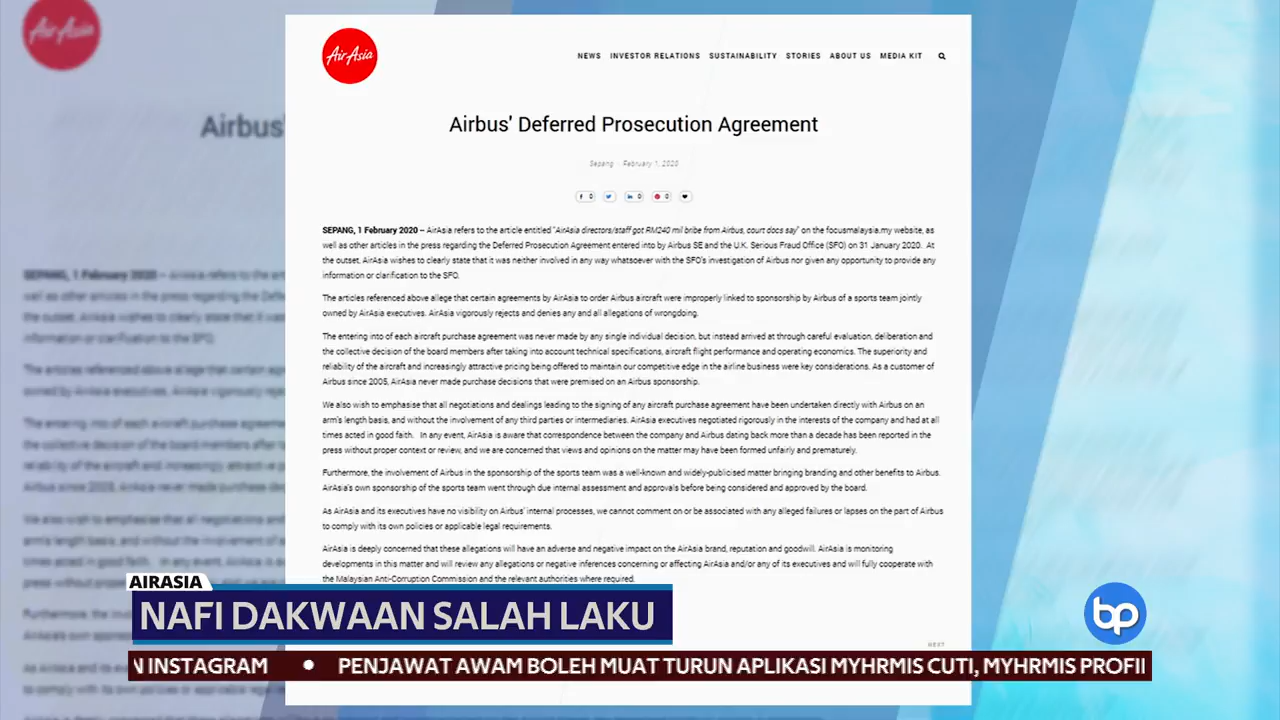 AirAsia
NEWS INVESTOR RELATIONS SUSTAINABILITY STORIES ABOUT US MEDIA KIT
Airbus' Deferred Prosecution Agreement
Sepang · February 1, 2020
0 0 0
SEPANG, 1 February 2020 – AirAsia refers to the article entitled "AirAsia directors/staff got RM240 mil bribe from Airbus, court docs say" on the focusmalaysia.my website, as
well as other articles in the press regarding the Deferred Prosecution Agreement entered into by Airbus SE and the U.K. Serious Fraud Office (SFO) on 31 January 2020. At
the outset, AirAsia wishes to clearly state that it was neither involved in any way whatsoever with the SFO's investigation of Airbus nor given any opportunity to provide any
information or clarification to the SFO.
The articles referenced above allege that certain agreements by AirAsia to order Airbus aircraft were improperly linked to sponsorship by Airbus of a sports team jointly
owned by AirAsia executives. AirAsia vigorously rejects and denies any and all allegations of wrongdoing.
The entering into of each aircraft purchase agreement was never made by any single individual decision, but instead arrived at through careful evaluation, deliberation and
the collective decision of the board members after taking into account technical specifications, aircraft flight performance and operating economics. The superiority and
reliability of the aircraft and increasingly attractive pricing being offered to maintain our competitive edge in the airline business were key considerations. As a customer of
Airbus since 2005, AirAsia never made purchase decisions that were premised on an Airbus sponsorship.
We also wish to emphasise that all negotiations and dealings leading to the signing of any aircraft purchase agreement have been undertaken directly with Airbus on an
arm's length basis, and without the involvement of any third parties or intermediaries. AirAsia executives negotiated rigorously in the interests of the company and had at all
times acted in good faith. In any event, AirAsia is aware that correspondence between the company and Airbus dating back more than a decade has been reported in the
press without proper context or review, and we are concerned that views and opinions on the matter may have been formed unfairly and prematurely.
Furthermore, the involvement of Airbus in the sponsorship of the sports team was a well-known and widely-publicised matter bringing branding and other benefits to Airbus.
AirAsia's own sponsorship of the sports team went through due internal assessment and approvals before being considered and approved by the board.
As AirAsia and its executives have no visibility on Airbus' internal processes, we cannot comment on or be associated with any alleged failures or lapses on the part of Airbus
to comply with its own policies or applicable legal requirements.
AirAsia is deeply concerned that these allegations will have an adverse and negative impact on the AirAsia brand, reputation and goodwill. AirAsia is monitoring
developments in this matter and will review any allegations or negative inferences concerning or affecting AirAsia and/or any of its executives and will fully cooperate with
the Malaysian Anti-Corruption Commission and the relevant authorities where required.
NEXT
AIRASIA
NAFI DAKWAAN SALAH LAKU
bp
N INSTAGRAM • PENJAWAT AWAM BOLEH MUAT TURUN APLIKASI MYHRMIS CUTI, MYHRMIS PROFI